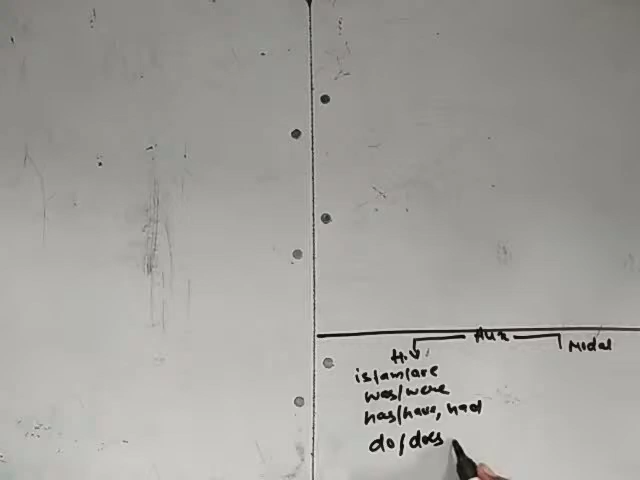 Aux
H.V
Modal
is/am/are
was/were
has/have, had
do/does